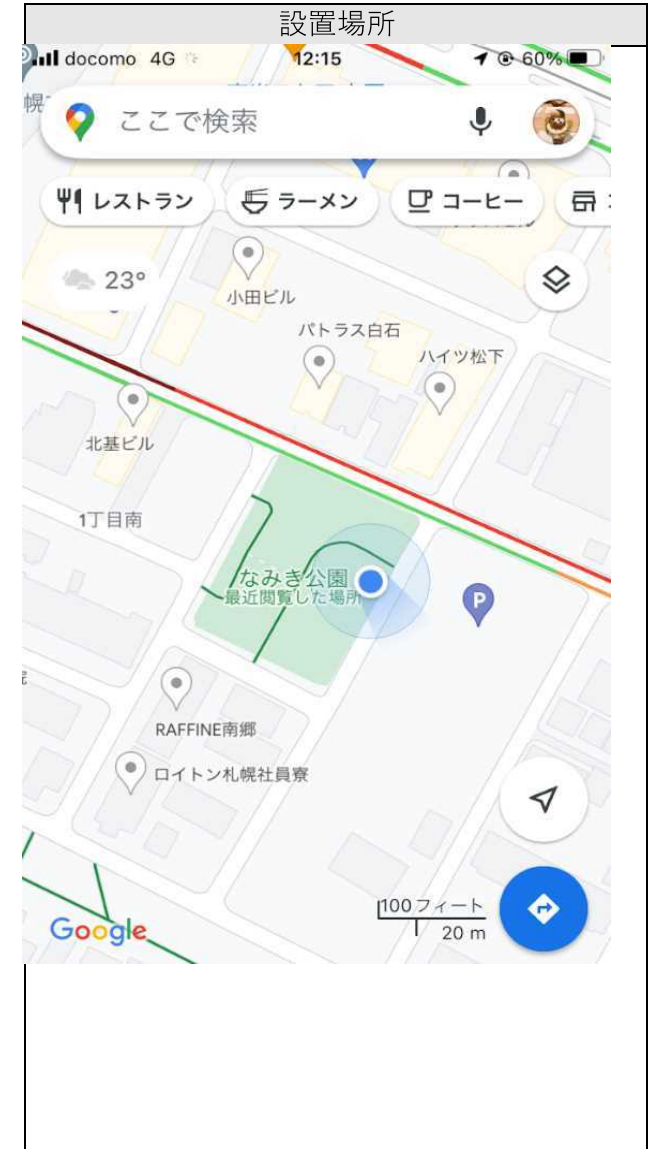 設置場所
docomo 4G 12:15 60%
幌
ここで検索
レストラン ラーメン コーヒー
23°
小田ビル
パトラス白石
ハイツ松下
北基ビル
1丁目南
なみき公園
最近閲覧した場所
P
RAFFINE南郷
ロイトン札幌社員寮
100フィート
20 m
Google